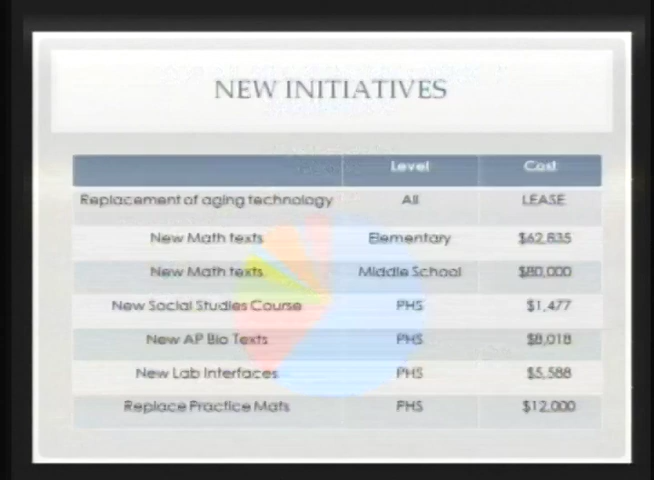 NEW INITIATIVES
Level Cost
Replacement of aging technology All LEASE
New Math texts Elementary $62,835
New Math texts Middle School $80,000
New Social Studies Course PHS $1,477
New AP Bio Texts PHS $8,018
New Lab Interfaces PHS $5,588
Replace Practice Mats PHS $12,000